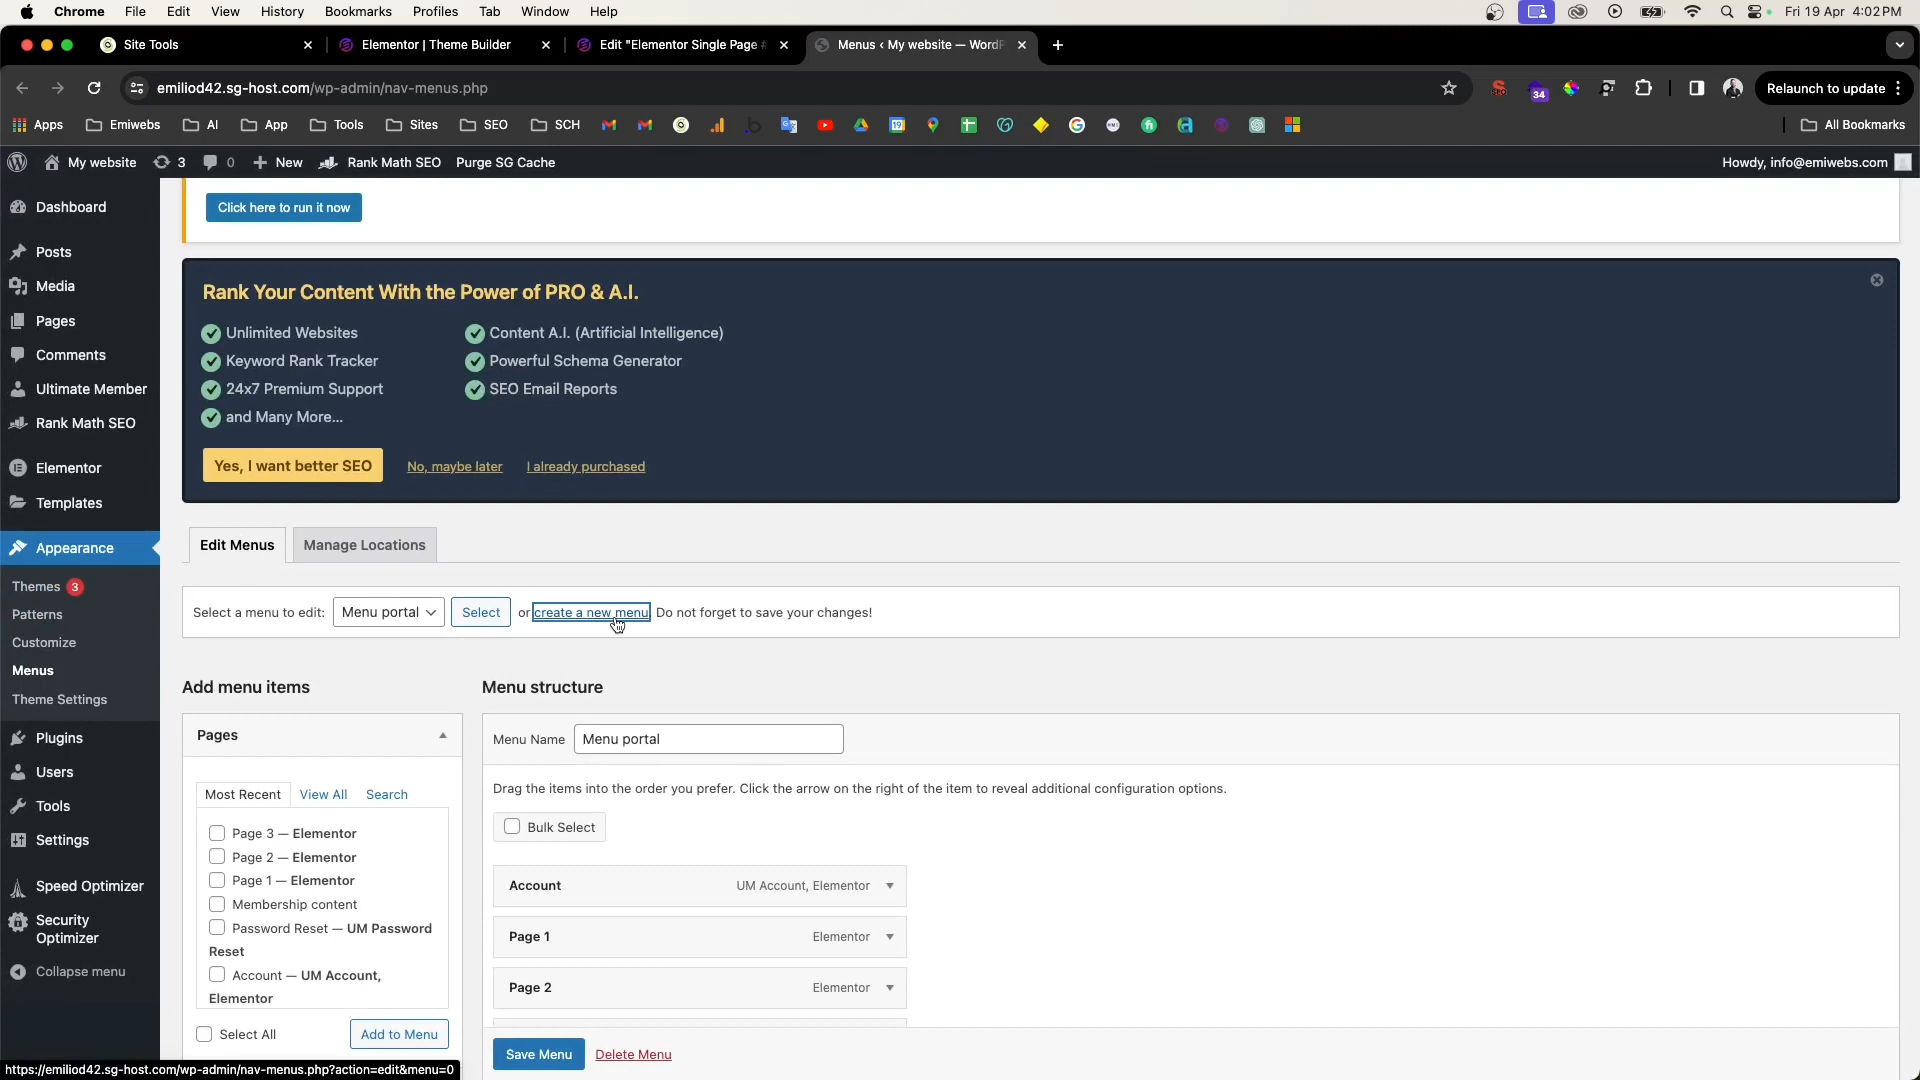 Chrome File Edit View History Bookmarks Profiles Tab Window Help Fri 19 Apr 4:02 PM
Site Tools Elementor | Theme Builder Edit "Elementor Single Page # Menus ‹ My website — WordP
emiliod42.sg-host.com/wp-admin/nav-menus.php 34 Relaunch to update
Apps Emiwebs AI App Tools Sites SEO SCH All Bookmarks
My website 3 0 New Rank Math SEO Purge SG Cache Howdy, info@emiwebs.com
Dashboard
Posts
Media
Pages
Comments
Ultimate Member
Rank Math SEO
Elementor
Templates
Appearance
Themes 3
Patterns
Customize
Menus
Theme Settings
Plugins
Users
Tools
Settings
Speed Optimizer
Security
Optimizer
Collapse menu
Click here to run it now
Rank Your Content With the Power of PRO & A.I.
Unlimited Websites Content A.I. (Artificial Intelligence)
Keyword Rank Tracker Powerful Schema Generator
24x7 Premium Support SEO Email Reports
and Many More...
Yes, I want better SEO No, maybe later I already purchased
Edit Menus Manage Locations
Select a menu to edit: Menu portal Select or create a new menu. Do not forget to save your changes!
Add menu items
Pages
Most Recent View All Search
Page 3 — Elementor
Page 2 — Elementor
Page 1 — Elementor
Membership content
Password Reset — UM Password
Reset
Account — UM Account,
Elementor
Select All Add to Menu
Menu structure
Menu Name Menu portal
Drag the items into the order you prefer. Click the arrow on the right of the item to reveal additional configuration options.
Bulk Select
Account UM Account, Elementor
Page 1 Elementor
Page 2 Elementor
Save Menu Delete Menu
https://emiliod42.sg-host.com/wp-admin/nav-menus.php?action=edit&menu=0